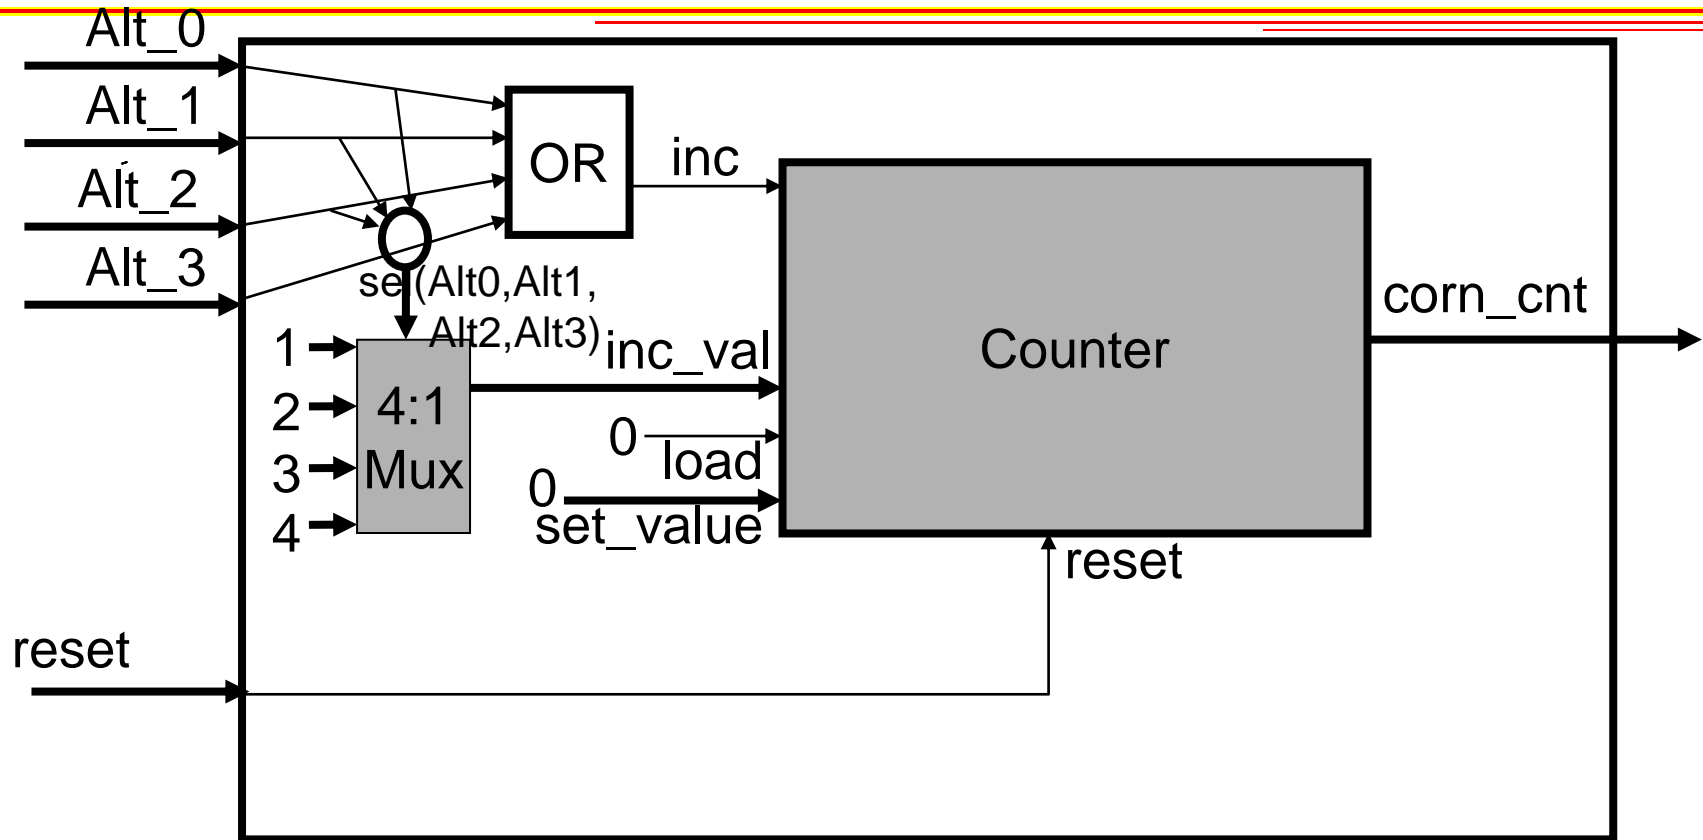 Alt_0
Alt_1
Alt_2
Alt_3
OR
inc
sel(Alt0,Alt1,
Alt2,Alt3)
1
2
3
4
4:1
Mux
inc_val
0
load
0
set_value
Counter
corn_cnt
reset
reset